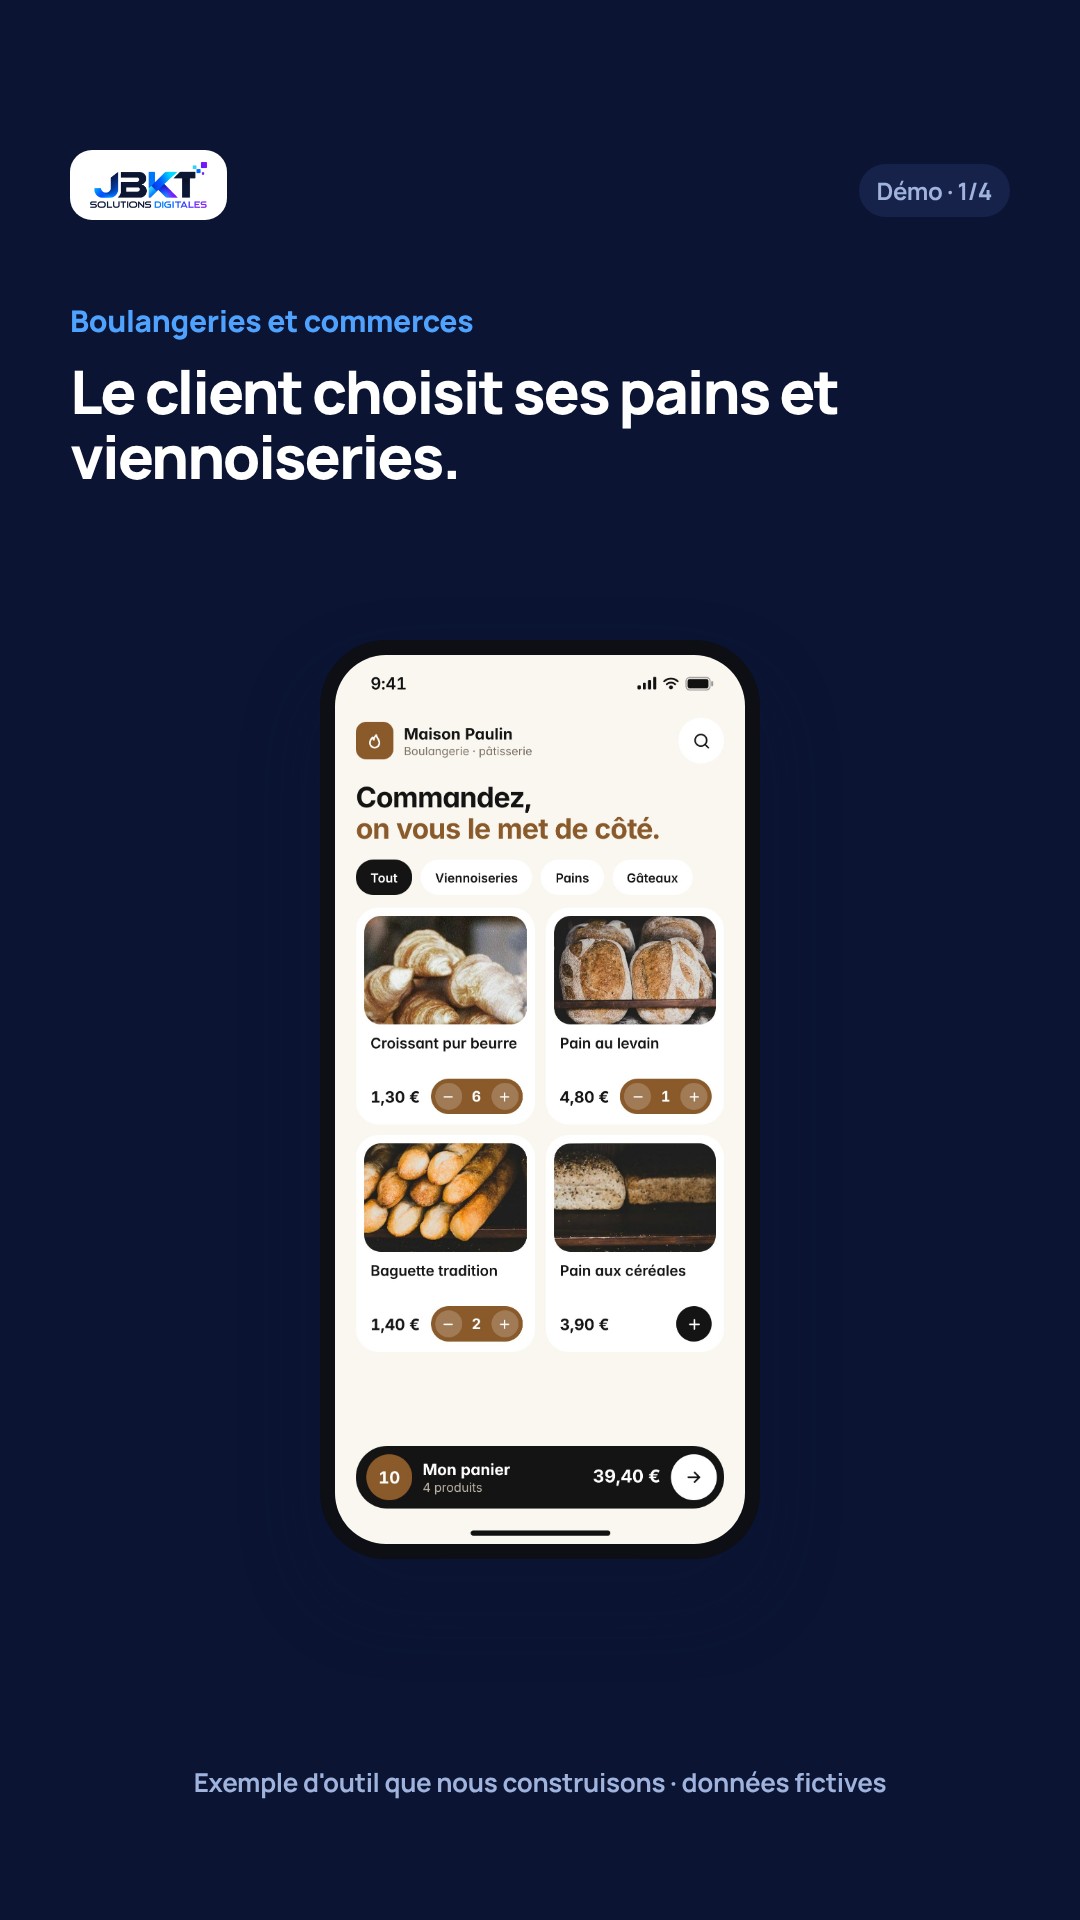 JBKT
SOLUTIONS DIGITALES
Démo · 1/4
Boulangeries et commerces
Le client choisit ses pains et
viennoiseries.
9:41
Maison Paulin
Boulangerie · pâtisserie
Commandez,
on vous le met de côté.
Tout Viennoiseries Pains Gâteaux
Croissant pur beurre
1,30 € − 6 +
Pain au levain
4,80 € − 1 +
Baguette tradition
1,40 € − 2 +
Pain aux céréales
3,90 € +
10 Mon panier 39,40 €
4 produits
Exemple d'outil que nous construisons · données fictives